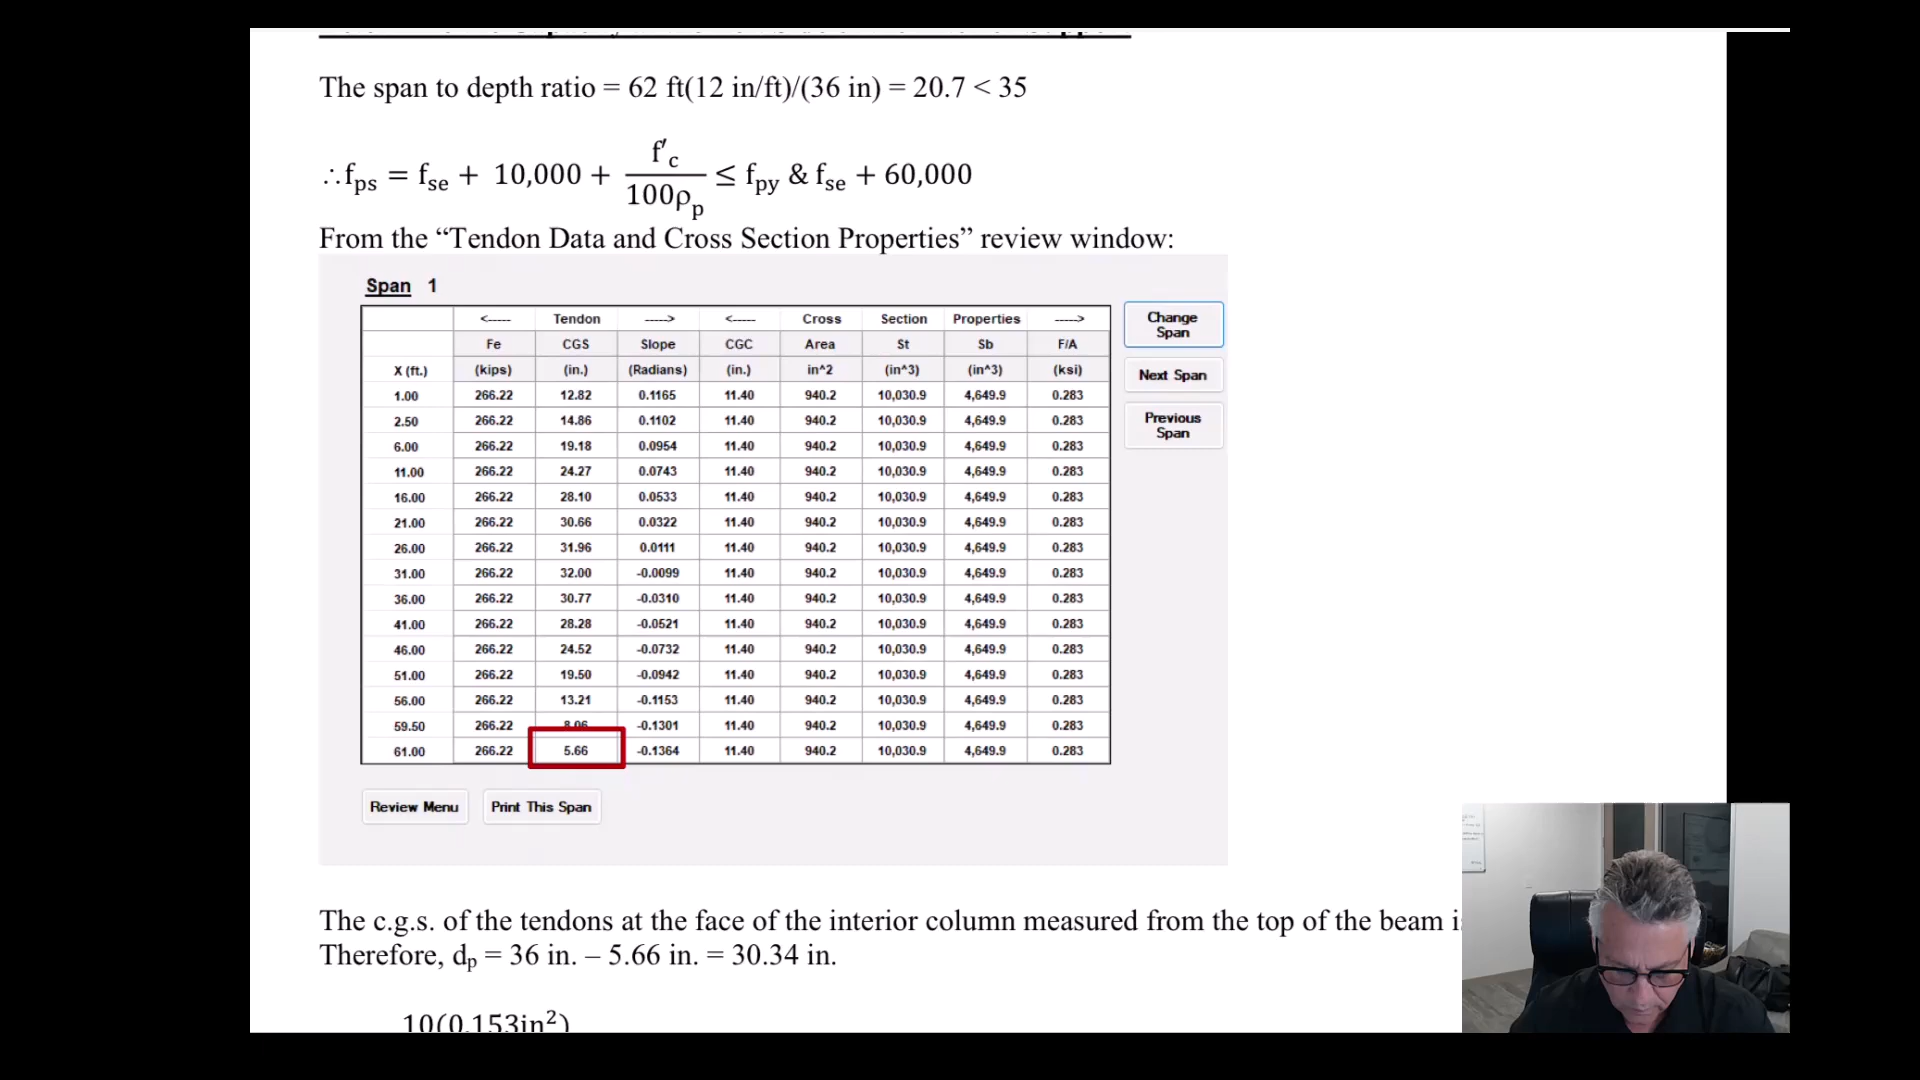 The span to depth ratio = 62 ft(12 in/ft)/(36 in) = 20.7 < 35
∴fps = fse + 10,000 + f′c / 100ρp ≤ fpy & fse + 60,000
From the “Tendon Data and Cross Section Properties” review window:
Span 1
<----- Tendon -----> <----- Cross Section Properties ----->
Fe CGS Slope CGC Area St Sb F/A
X (ft.) (kips) (in.) (Radians) (in.) in^2 (in^3) (in^3) (ksi)
1.00 266.22 12.82 0.1165 11.40 940.2 10,030.9 4,649.9 0.283
2.50 266.22 14.86 0.1102 11.40 940.2 10,030.9 4,649.9 0.283
6.00 266.22 19.18 0.0954 11.40 940.2 10,030.9 4,649.9 0.283
11.00 266.22 24.27 0.0743 11.40 940.2 10,030.9 4,649.9 0.283
16.00 266.22 28.10 0.0533 11.40 940.2 10,030.9 4,649.9 0.283
21.00 266.22 30.66 0.0322 11.40 940.2 10,030.9 4,649.9 0.283
26.00 266.22 31.96 0.0111 11.40 940.2 10,030.9 4,649.9 0.283
31.00 266.22 32.00 -0.0099 11.40 940.2 10,030.9 4,649.9 0.283
36.00 266.22 30.77 -0.0310 11.40 940.2 10,030.9 4,649.9 0.283
41.00 266.22 28.28 -0.0521 11.40 940.2 10,030.9 4,649.9 0.283
46.00 266.22 24.52 -0.0732 11.40 940.2 10,030.9 4,649.9 0.283
51.00 266.22 19.50 -0.0942 11.40 940.2 10,030.9 4,649.9 0.283
56.00 266.22 13.21 -0.1153 11.40 940.2 10,030.9 4,649.9 0.283
59.50 266.22 8.06 -0.1301 11.40 940.2 10,030.9 4,649.9 0.283
61.00 266.22 5.66 -0.1364 11.40 940.2 10,030.9 4,649.9 0.283
Change
Span
Next Span
Previous
Span
Review Menu
Print This Span
The c.g.s. of the tendons at the face of the interior column measured from the top of the beam
Therefore, dp = 36 in. – 5.66 in. = 30.34 in.
10(0.153in²)